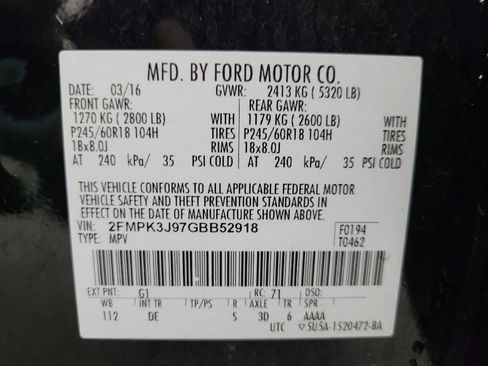 MFD. BY FORD MOTOR CO.
DATE: 03/16 GVWR: 2413 KG ( 5320 LB)
FRONT GAWR: REAR GAWR:
1270 KG ( 2800 LB) WITH 1179 KG ( 2600 LB) WITH
P245/60R18 104H TIRES P245/60R18 104H TIRES
18x8.0J RIMS 18x8.0J RIMS
AT 240 kPa/ 35 PSI COLD AT 240 kPa/ 35 PSI COLD
THIS VEHICLE CONFORMS TO ALL APPLICABLE FEDERAL MOTOR
VEHICLE SAFETY AND THEFT PREVENTION STANDARDS IN
EFFECT ON THE DATE OF MANUFACTURE SHOWN ABOVE.
VIN: 2FMPK3J97GBB52918 F0194
TYPE: MPV T0462
EXT PNT: G1 RC: 71 DSO:
WB INT TR TP/PS R AXLE TR SPR
112 DE S 3D 6 AAAA
UTC ▽5U5A-1520472-BA